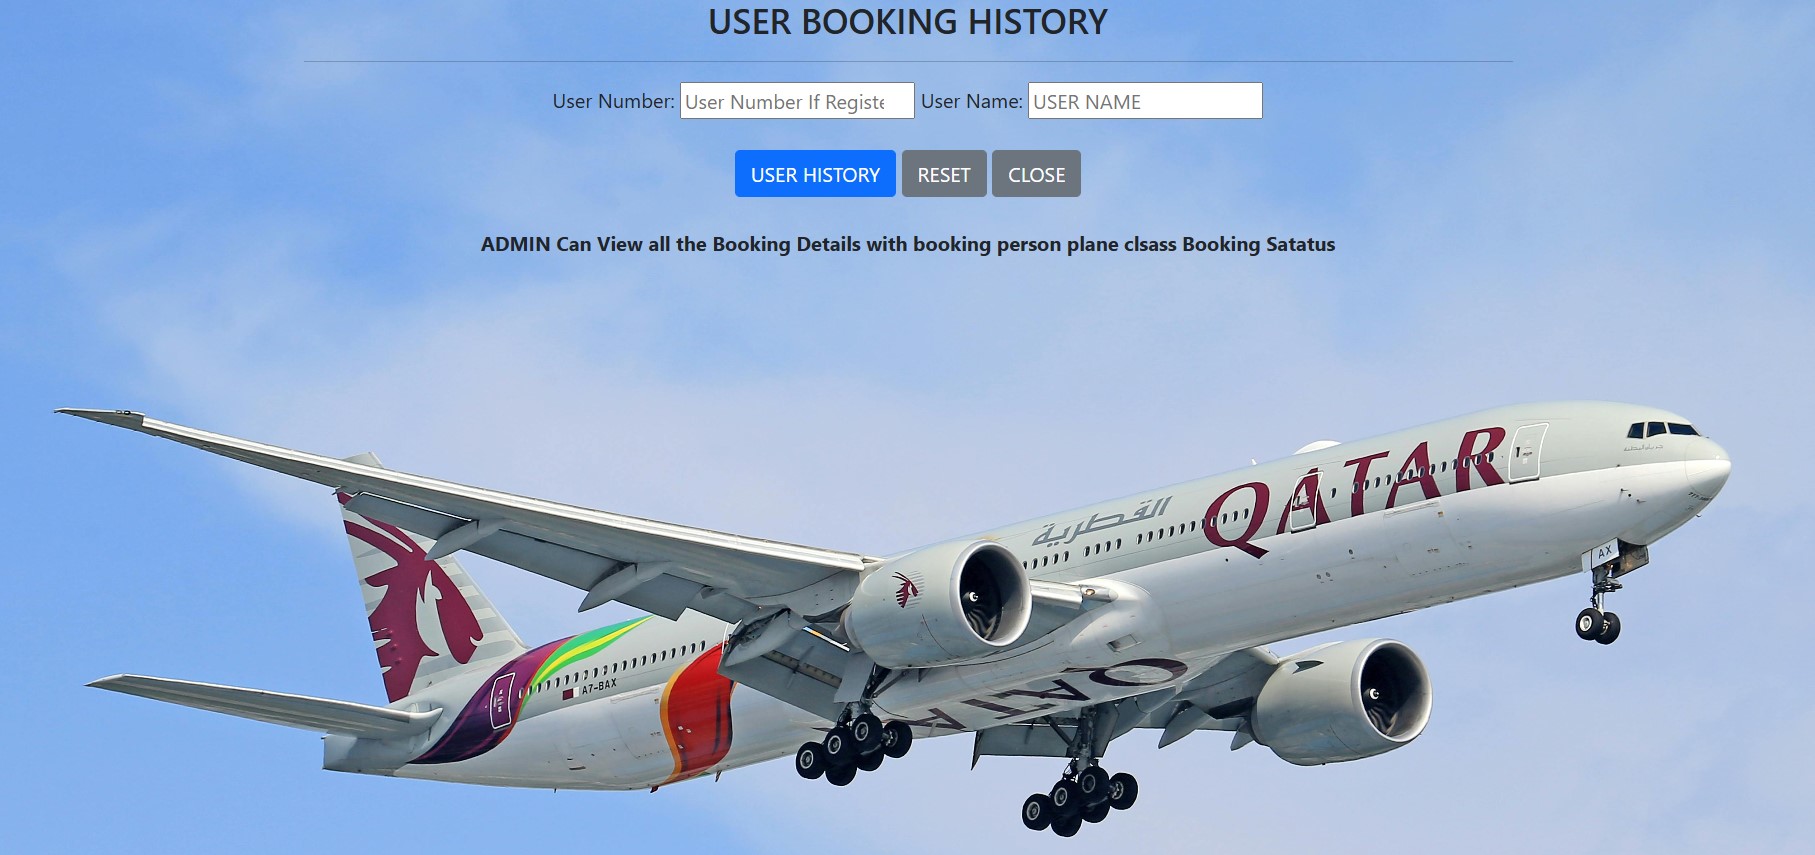 USER BOOKING HISTORY
User Number: User Number If Registe User Name: USER NAME
USER HISTORY RESET CLOSE
ADMIN Can View all the Booking Details with booking person plane clsass Booking Satatus
القطرية QATAR
AX
A7-BAX
QATA